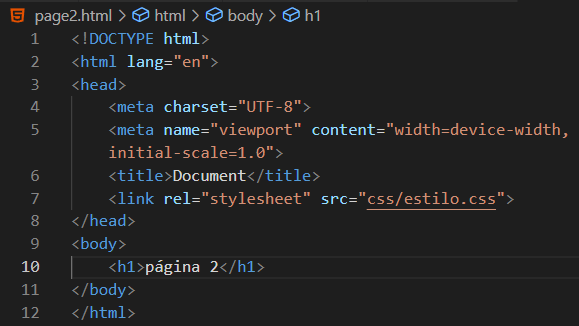 page2.html > html > body > h1
1 <!DOCTYPE html>
2 <html lang="en">
3 <head>
4 <meta charset="UTF-8">
5 <meta name="viewport" content="width=device-width,
initial-scale=1.0">
6 <title>Document</title>
7 <link rel="stylesheet" src="css/estilo.css">
8 </head>
9 <body>
10 <h1>página 2</h1>
11 </body>
12 </html>